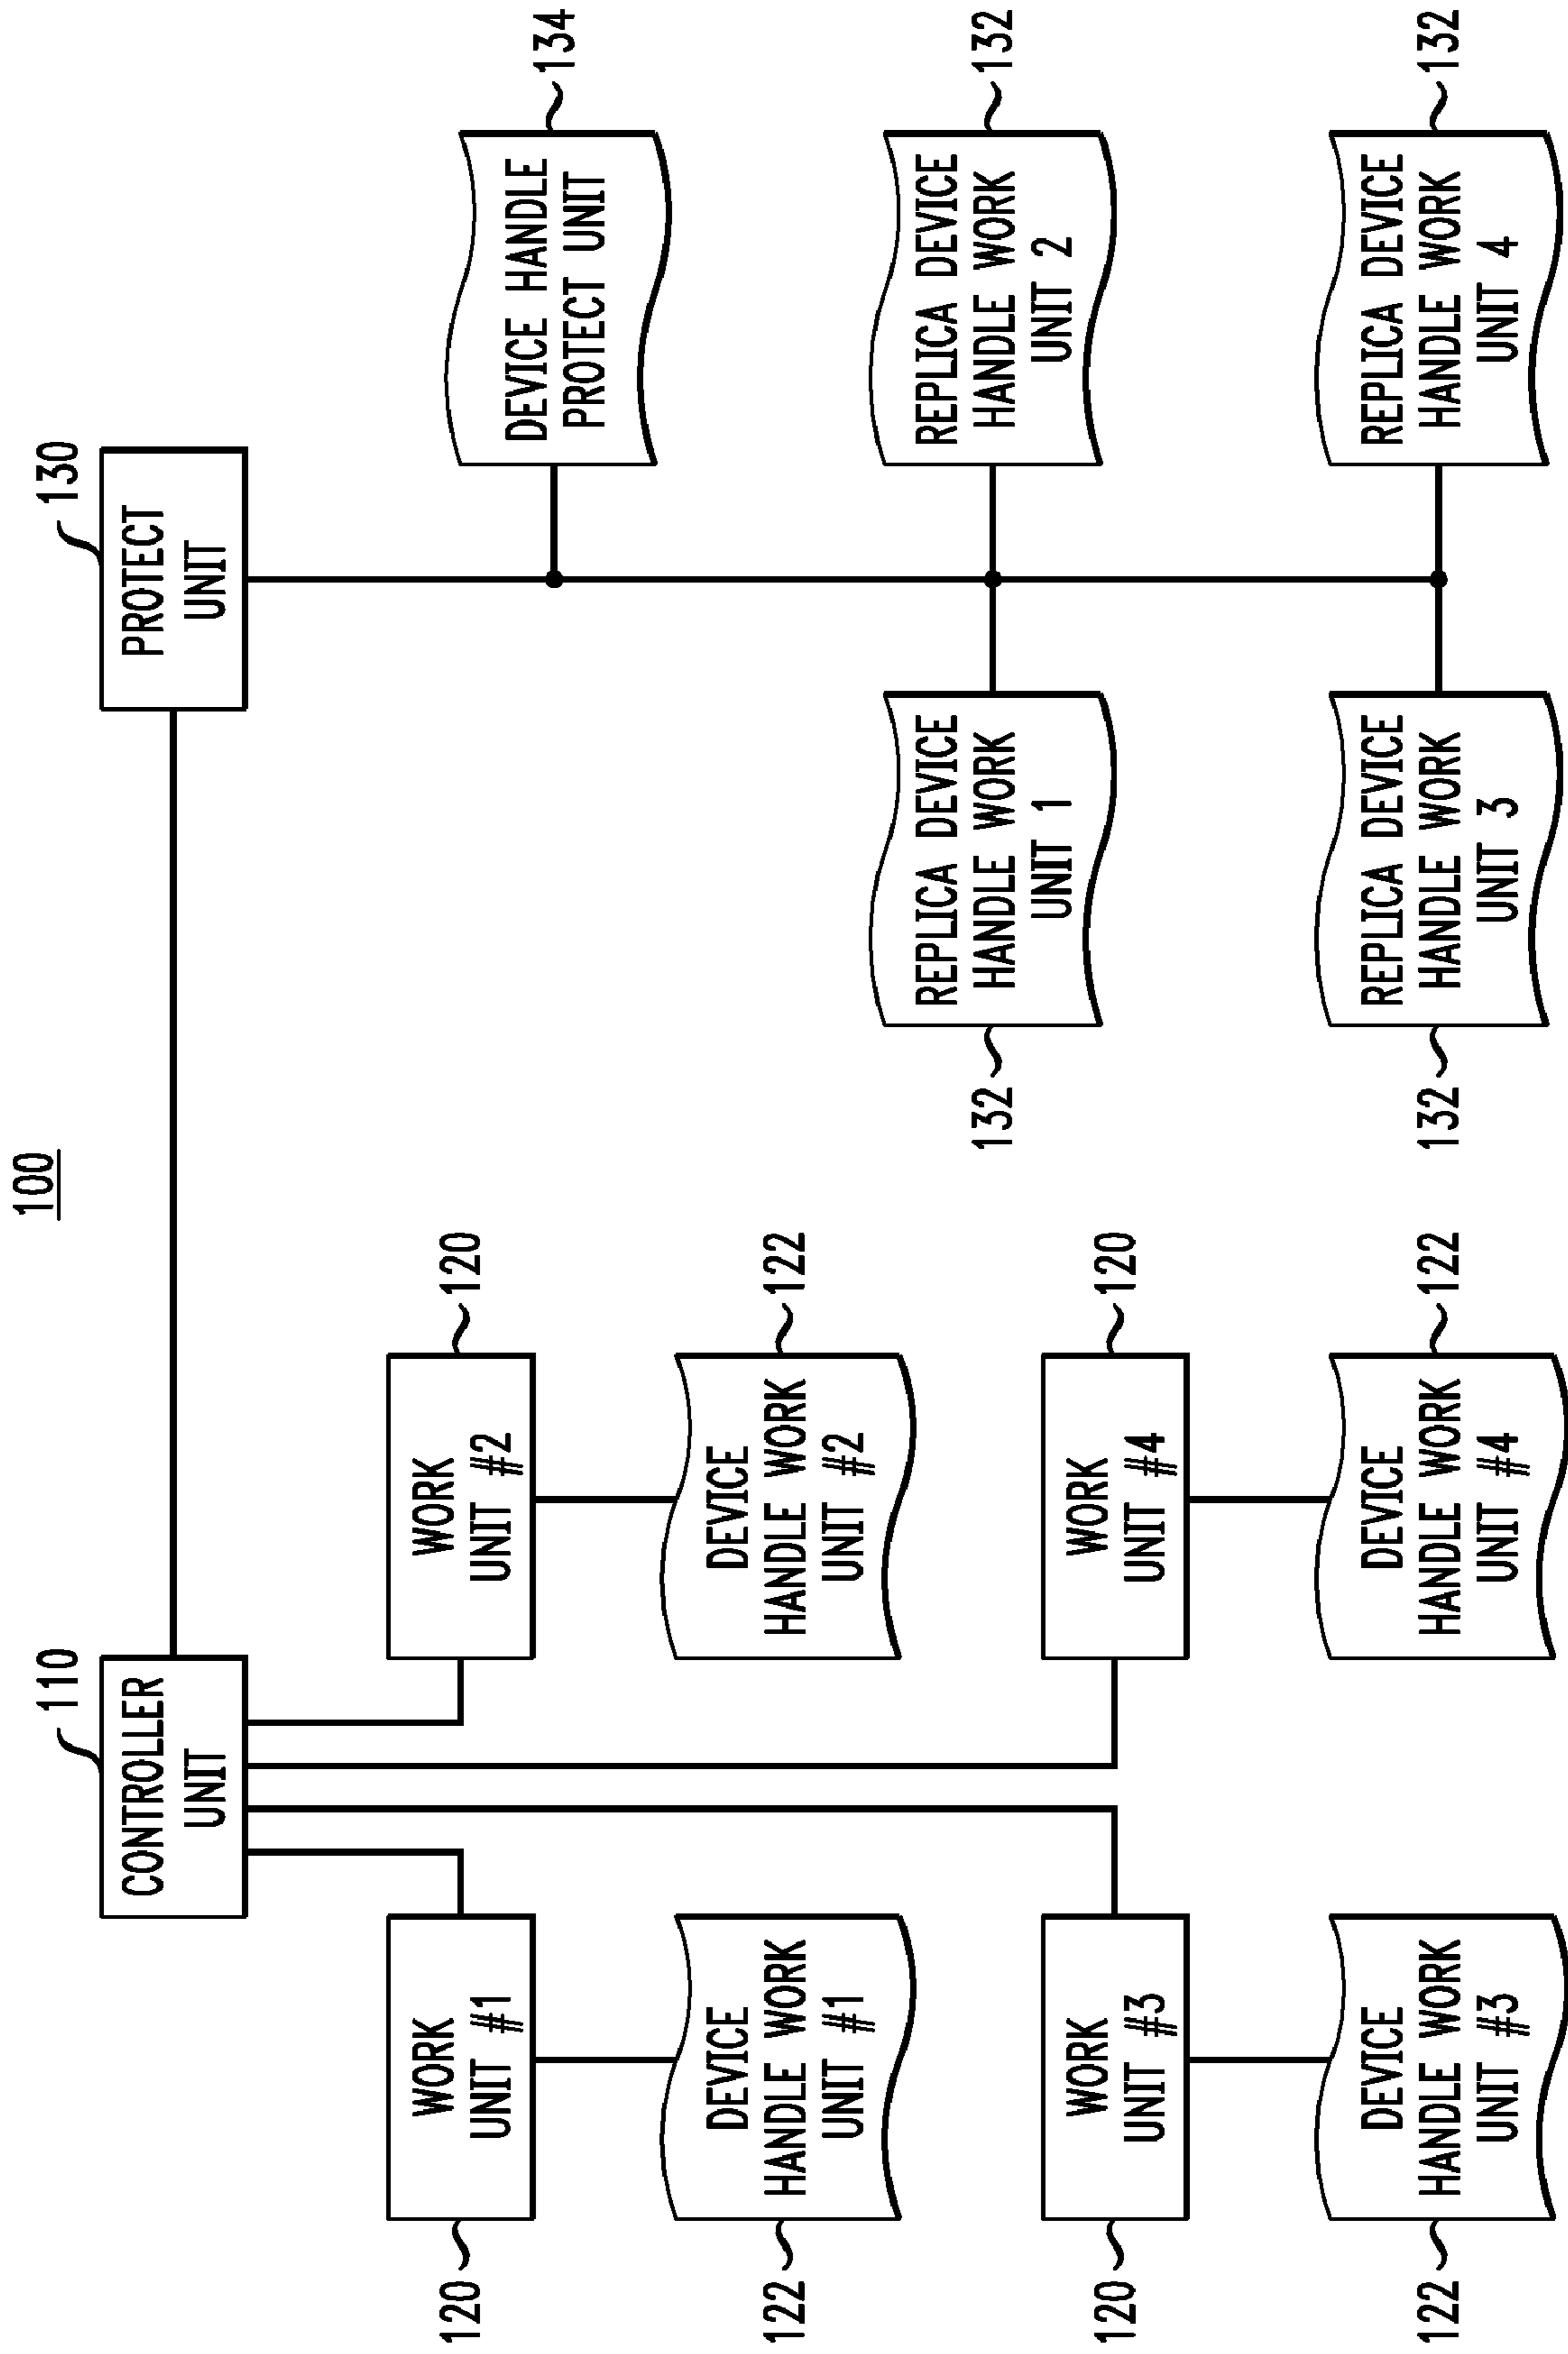 100
110
CONTROLLER
UNIT
130
PROTECT
UNIT
120
WORK
UNIT #1
WORK
UNIT #2
120
DEVICE HANDLE
PROTECT UNIT
134
122
DEVICE
HANDLE WORK
UNIT #1
DEVICE
HANDLE WORK
UNIT #2
122
132
REPLICA DEVICE
HANDLE WORK
UNIT 1
REPLICA DEVICE
HANDLE WORK
UNIT 2
132
120
WORK
UNIT #3
WORK
UNIT #4
120
122
DEVICE
HANDLE WORK
UNIT #3
DEVICE
HANDLE WORK
UNIT #4
122
132
REPLICA DEVICE
HANDLE WORK
UNIT 3
REPLICA DEVICE
HANDLE WORK
UNIT 4
132